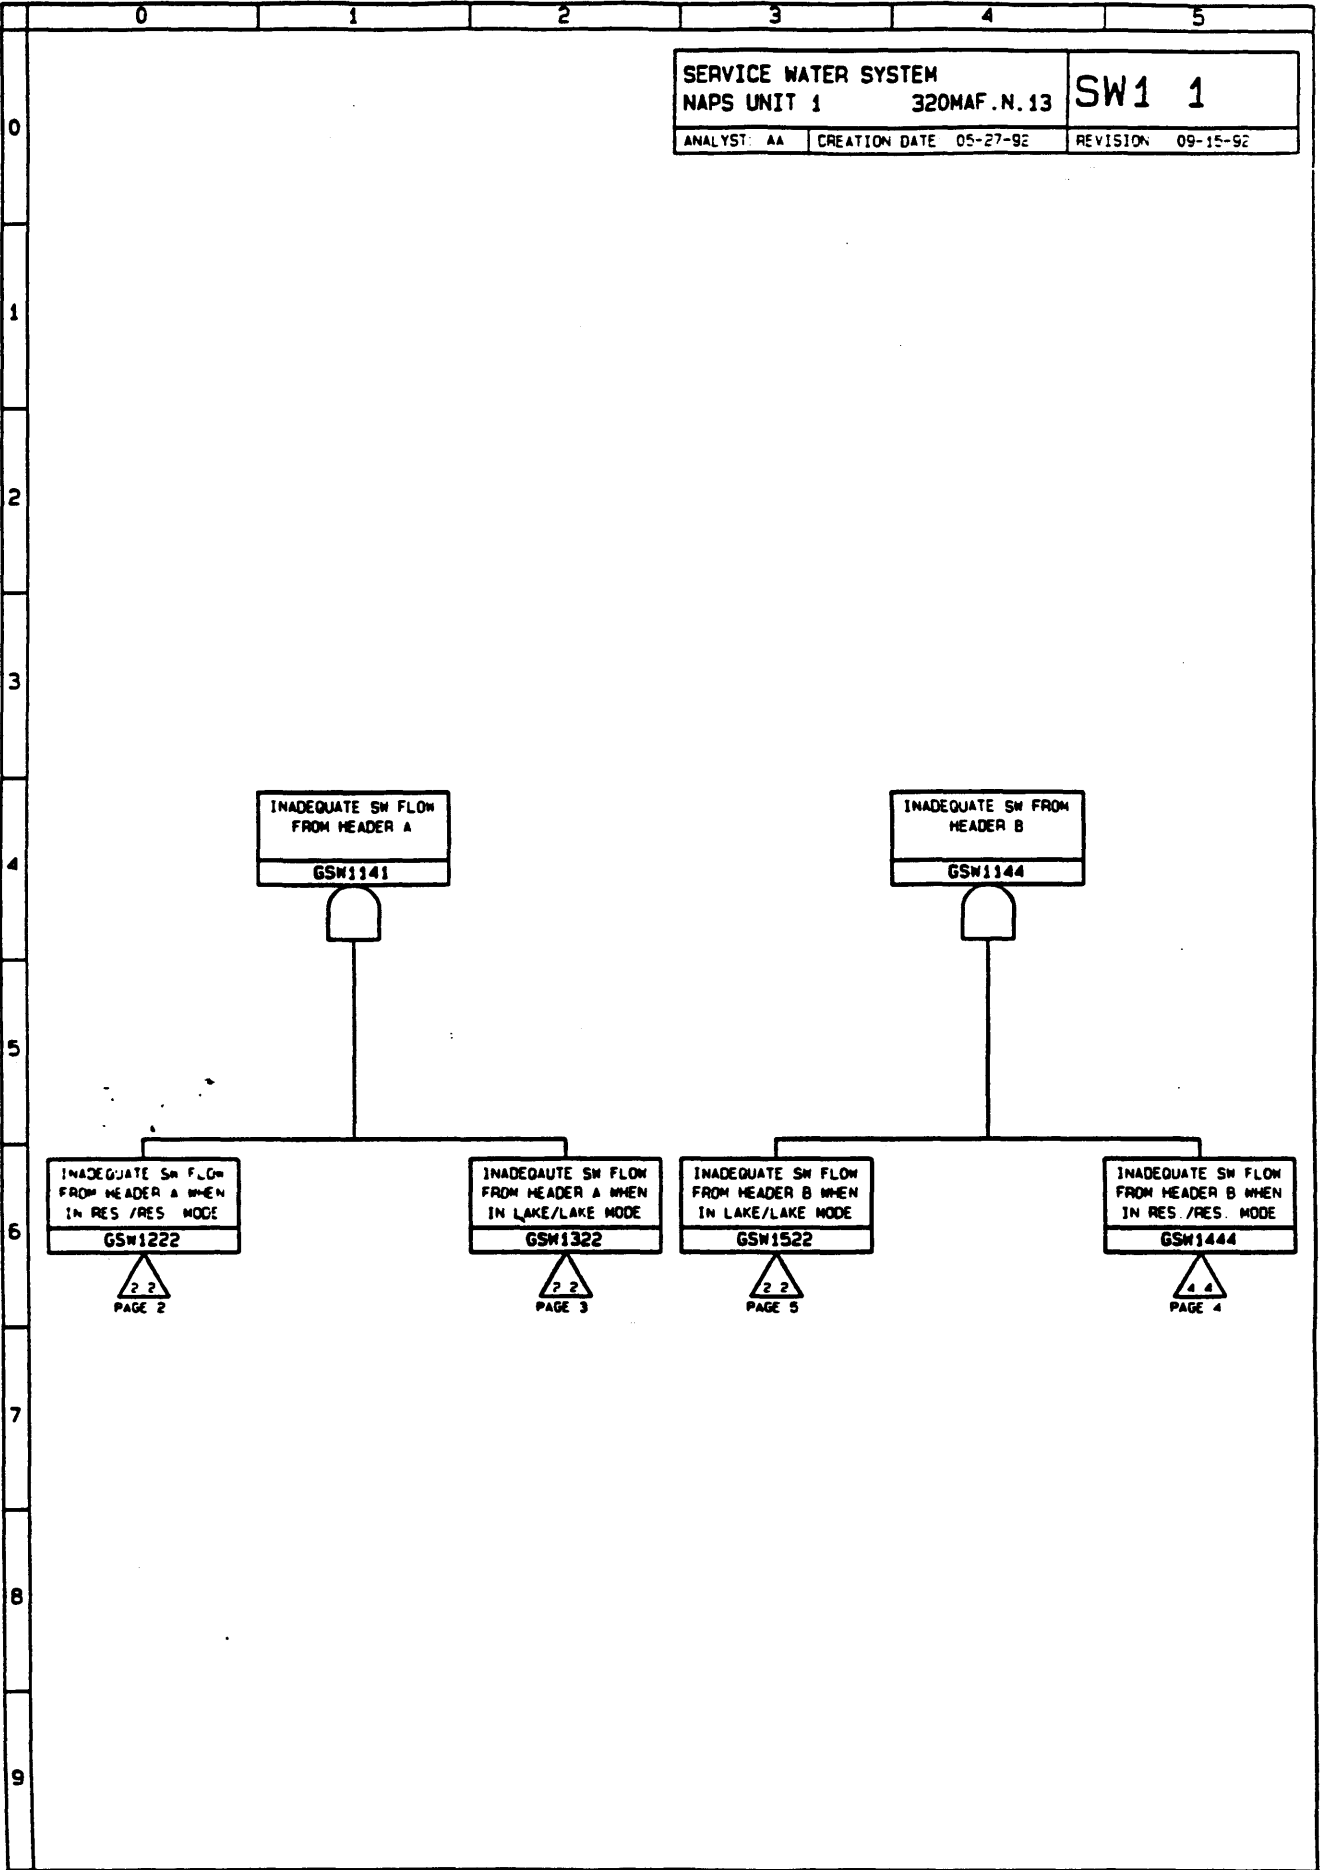 0 1 2 3 4 5
SERVICE WATER SYSTEM
NAPS UNIT 1 320MAF.N.13
SW1 1
ANALYST: AA CREATION DATE 05-27-92 REVISION 09-15-92
0
1
2
3
4
5
6
7
8
9
INADEQUATE SW FLOW
FROM HEADER A
GSW1141
INADEQUATE SW FROM
HEADER B
GSW1144
INADEQUATE SW FLOW
FROM HEADER A WHEN
IN RES /RES MODE
GSW1222
2 2
PAGE 2
INADEQAUTE SW FLOW
FROM HEADER A WHEN
IN LAKE/LAKE MODE
GSW1322
2 2
PAGE 3
INADEQUATE SW FLOW
FROM HEADER B WHEN
IN LAKE/LAKE MODE
GSW1522
2 2
PAGE 5
INADEQUATE SW FLOW
FROM HEADER B WHEN
IN RES./RES. MODE
GSW1444
4 4
PAGE 4